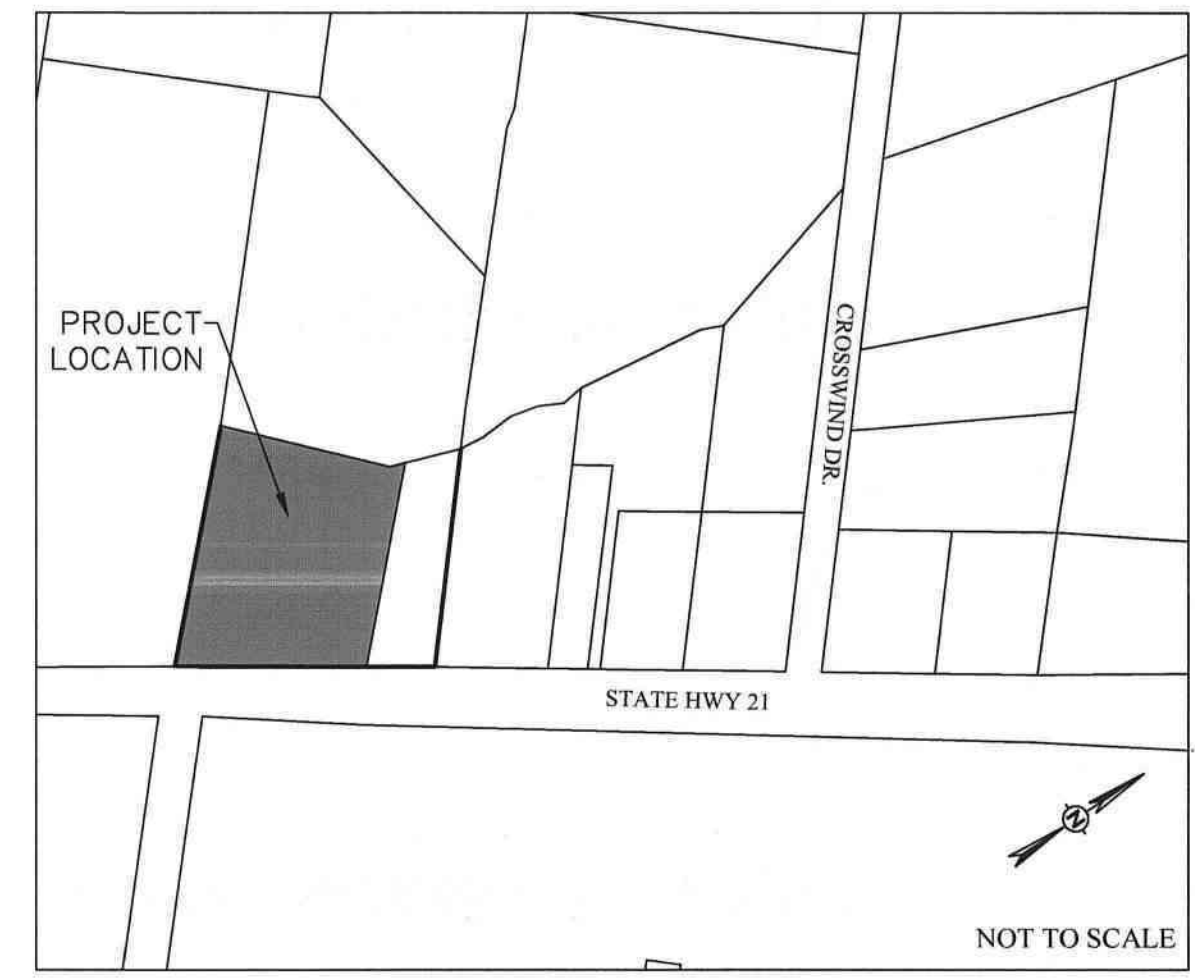 PROJECT
LOCATION
CROSSWIND DR.
STATE HWY 21
N
NOT TO SCALE